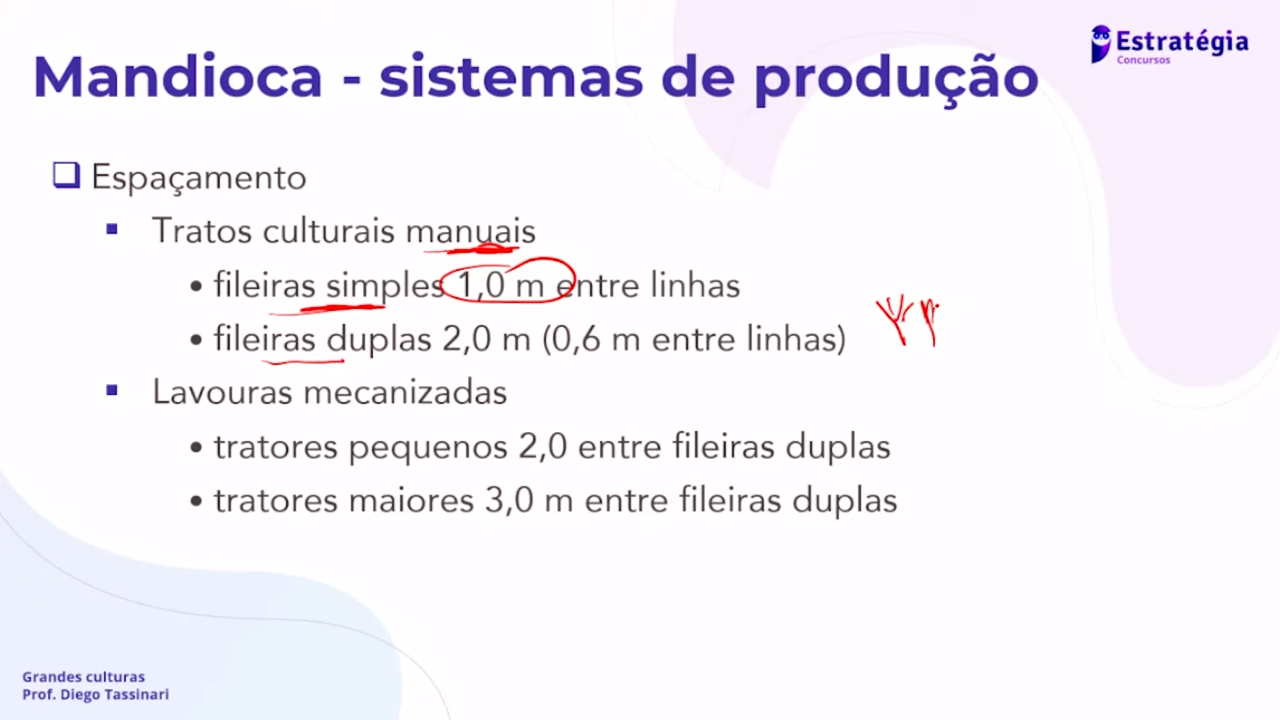 Estratégia
Concursos
Mandioca - sistemas de produção
Espaçamento
Tratos culturais manuais
fileiras simples 1,0 m entre linhas
fileiras duplas 2,0 m (0,6 m entre linhas)
Lavouras mecanizadas
tratores pequenos 2,0 entre fileiras duplas
tratores maiores 3,0 m entre fileiras duplas
Grandes culturas
Prof. Diego Tassinari